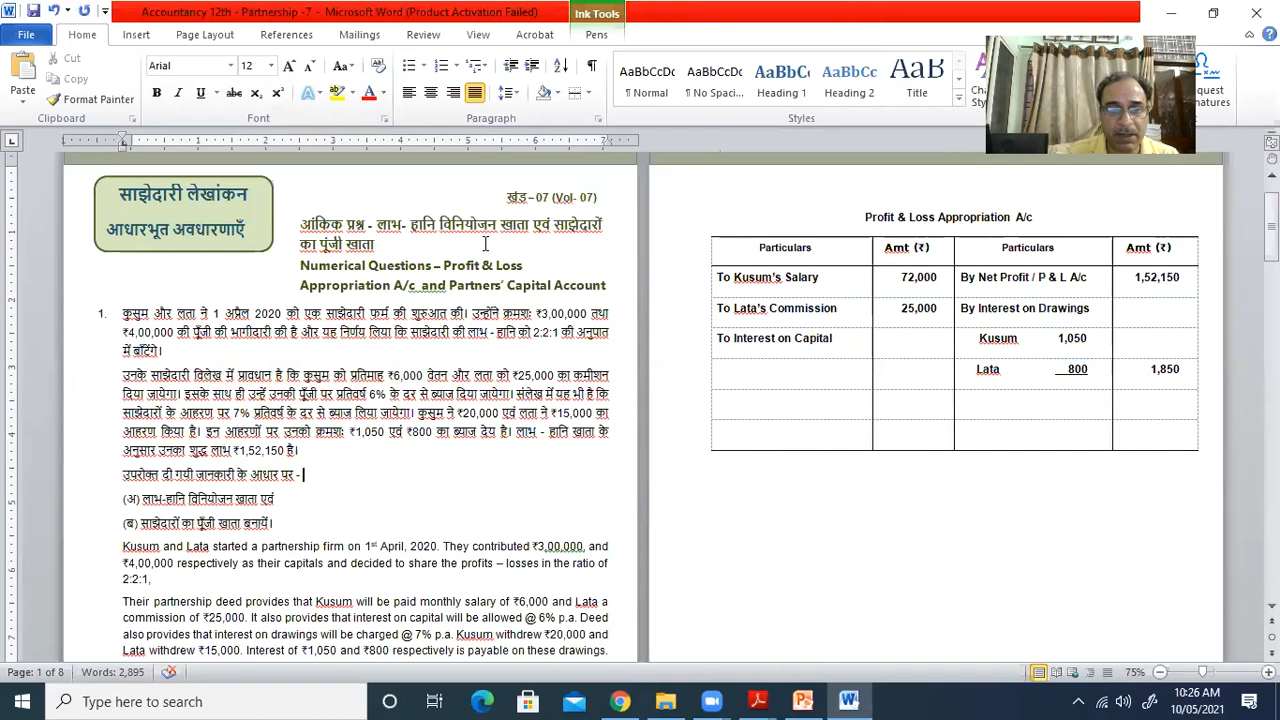 Accountancy 12th - Partnership -7 - Microsoft Word (Product Activation Failed)
Ink Tools
File Home Insert Page Layout References Mailings Review View Acrobat Pens
Cut
Copy
Format Painter
Paste
Clipboard
Arial 12
Font
Paragraph
AaBbCcDc AaBbCcDc AaBbCc AaBbCc AaB
¶ Normal ¶ No Spaci... Heading 1 Heading 2 Title
Styles
साझेदारी लेखांकन
आधारभूत अवधारणाएँ
खंड – 07 (Vol- 07)
आंकिक प्रश्न - लाभ- हानि विनियोजन खाता एवं साझेदारों
का पूंजी खाता
Numerical Questions – Profit & Loss
Appropriation A/c and Partners’ Capital Account
1. कुसुम और लता ने 1 अप्रैल 2020 को एक साझेदारी फर्म की शुरुआत की। उन्होंने क्रमशः ₹3,00,000 तथा
₹4,00,000 की पूँजी की भागीदारी की है और यह निर्णय लिया कि साझेदारी की लाभ - हानि को 2:2:1 की अनुपात
में बाँटेंगे।
उनके साझेदारी विलेख में प्रावधान है कि कुसुम को प्रतिमाह ₹6,000 वेतन और लता को ₹25,000 का कमीशन
दिया जायेगा। इसके साथ ही उन्हें उनकी पूँजी पर प्रतिवर्ष 6% के दर से ब्याज दिया जायेगा। संलेख में यह भी है कि
साझेदारों के आहरण पर 7% प्रतिवर्ष के दर से ब्याज लिया जायेगा। कुसुम ने ₹20,000 एवं लता ने ₹15,000 का
आहरण किया है। इन आहरणों पर उनको क्रमशः ₹1,050 एवं ₹800 का ब्याज देय है। लाभ - हानि खाता के
अनुसार उनका शुद्ध लाभ ₹1,52,150 है।
उपरोक्त दी गयी जानकारी के आधार पर -
(अ) लाभ-हानि विनियोजन खाता एवं
(ब) साझेदारों का पूँजी खाता बनायें।
Kusum and Lata started a partnership firm on 1st April, 2020. They contributed ₹3,00,000, and
₹4,00,000 respectively as their capitals and decided to share the profits – losses in the ratio of
2:2:1,
Their partnership deed provides that Kusum will be paid monthly salary of ₹6,000 and Lata a
commission of ₹25,000. It also provides that interest on capital will be allowed @ 6% p.a. Deed
also provides that interest on drawings will be charged @ 7% p.a. Kusum withdrew ₹20,000 and
Lata withdrew ₹15,000. Interest of ₹1,050 and ₹800 respectively is payable on these drawings.
Profit & Loss Appropriation A/c
Particulars Amt (₹) Particulars Amt (₹)
To Kusum’s Salary 72,000 By Net Profit / P & L A/c 1,52,150
To Lata’s Commission 25,000 By Interest on Drawings
To Interest on Capital Kusum 1,050
Lata 800 1,850
Page: 1 of 8 Words: 2,895 75%
Type here to search
10:26 AM
10/05/2021